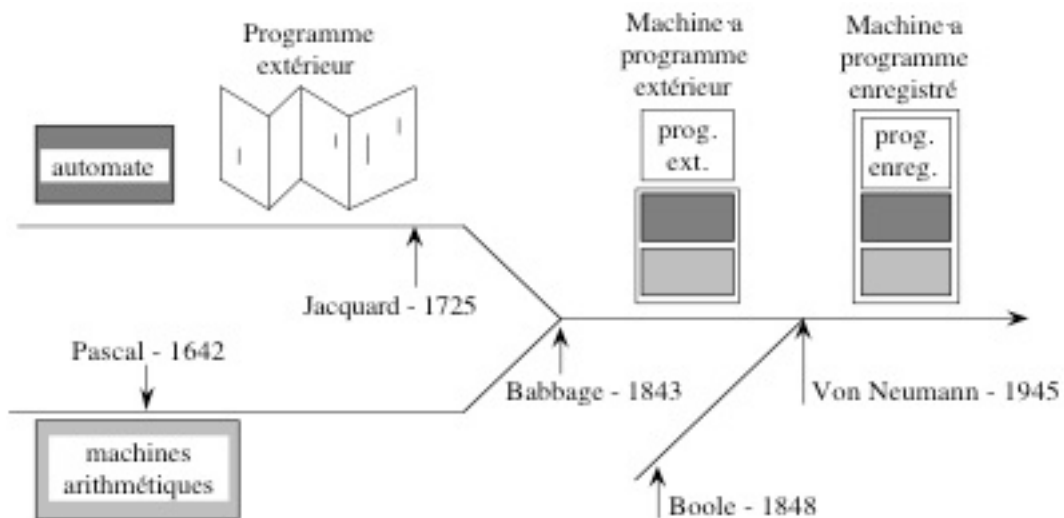 Programme
extérieur
Machine a
programme
extérieur
Machine a
programme
enregistré
automate
prog.
ext.
prog.
enreg.
Jacquard - 1725
Pascal - 1642
Babbage - 1843
Von Neumann - 1945
machines
arithmétiques
Boole - 1848